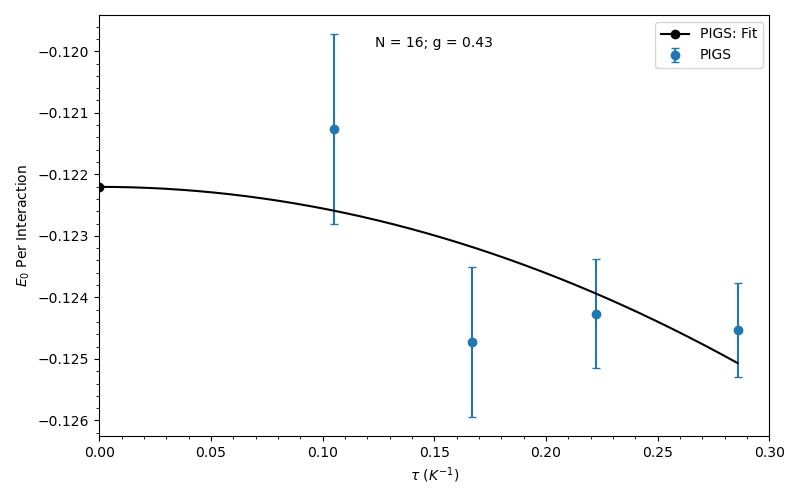 N = 16; g = 0.43
PIGS: Fit
PIGS
−0.120
−0.121
−0.122
−0.123
−0.124
−0.125
−0.126
E₀ Per Interaction
0.00 0.05 0.10 0.15 0.20 0.25 0.30
τ (K⁻¹)